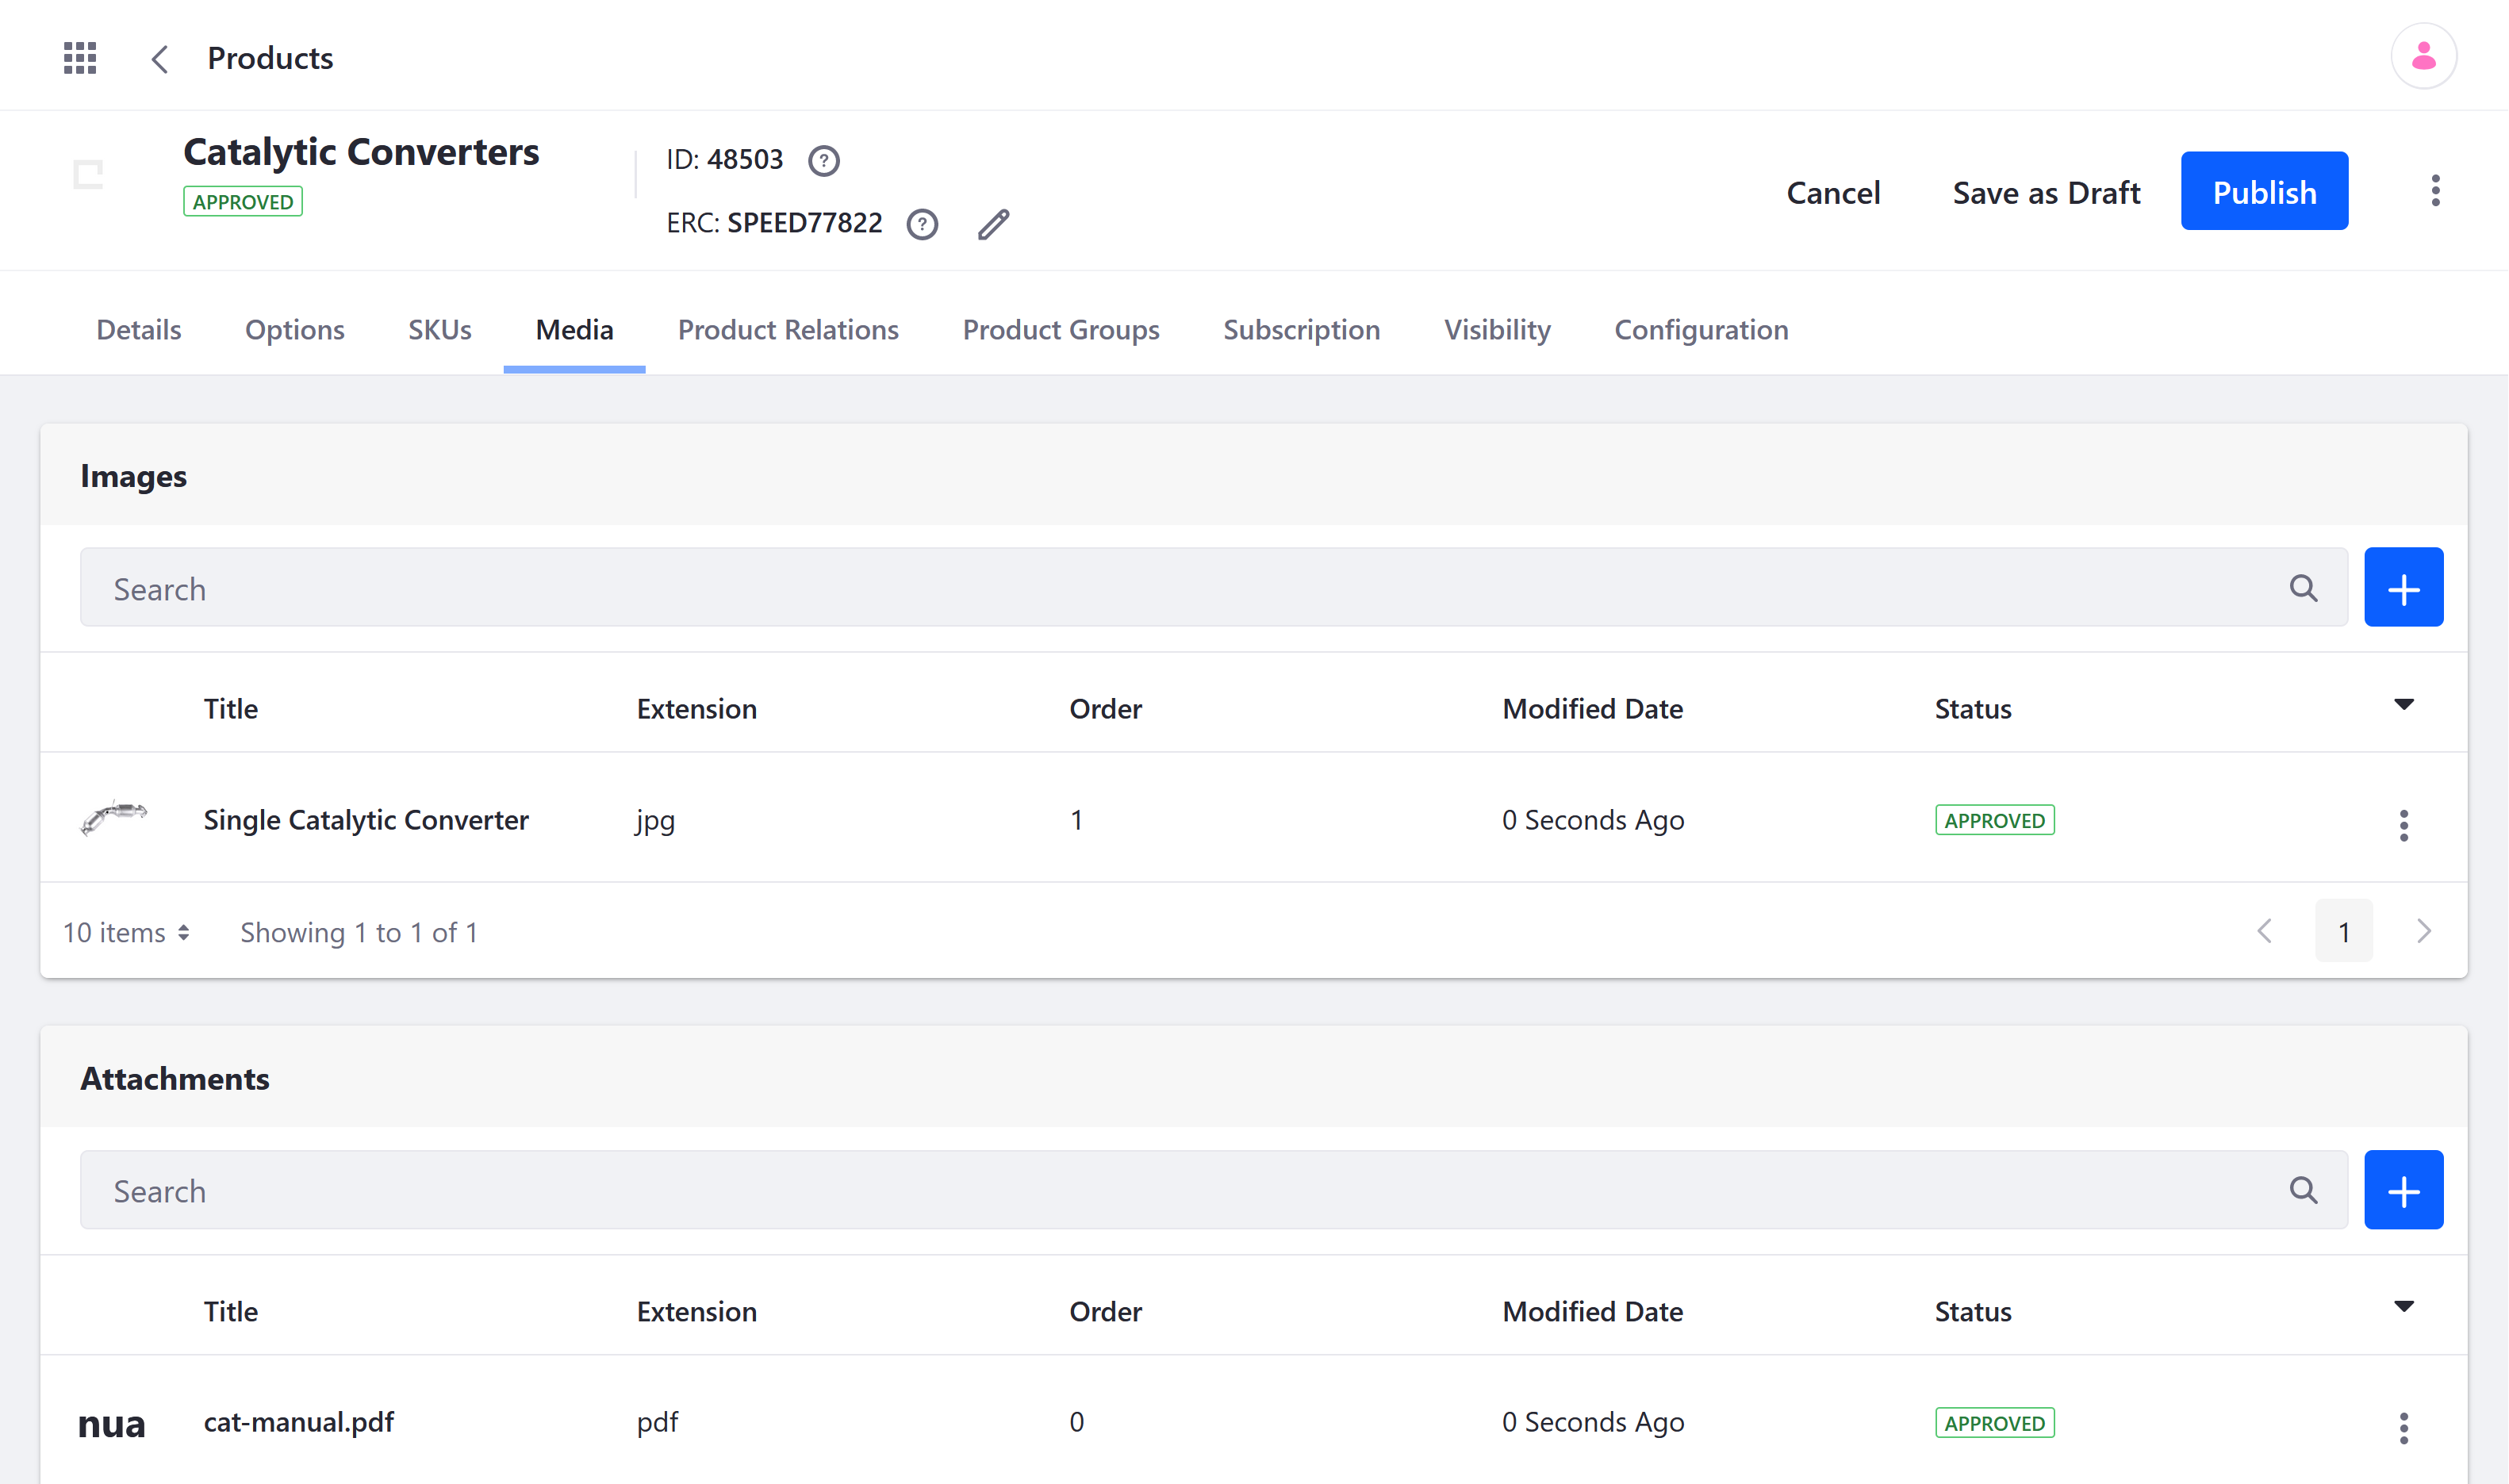 Products
Catalytic Converters
APPROVED
ID: 48503
ERC: SPEED77822
Cancel
Save as Draft
Publish
Details Options SKUs Media Product Relations Product Groups Subscription Visibility Configuration
Images
Search
Title Extension Order Modified Date Status
Single Catalytic Converter jpg 1 0 Seconds Ago APPROVED
10 items Showing 1 to 1 of 1 1
Attachments
Search
Title Extension Order Modified Date Status
nua cat-manual.pdf pdf 0 0 Seconds Ago APPROVED